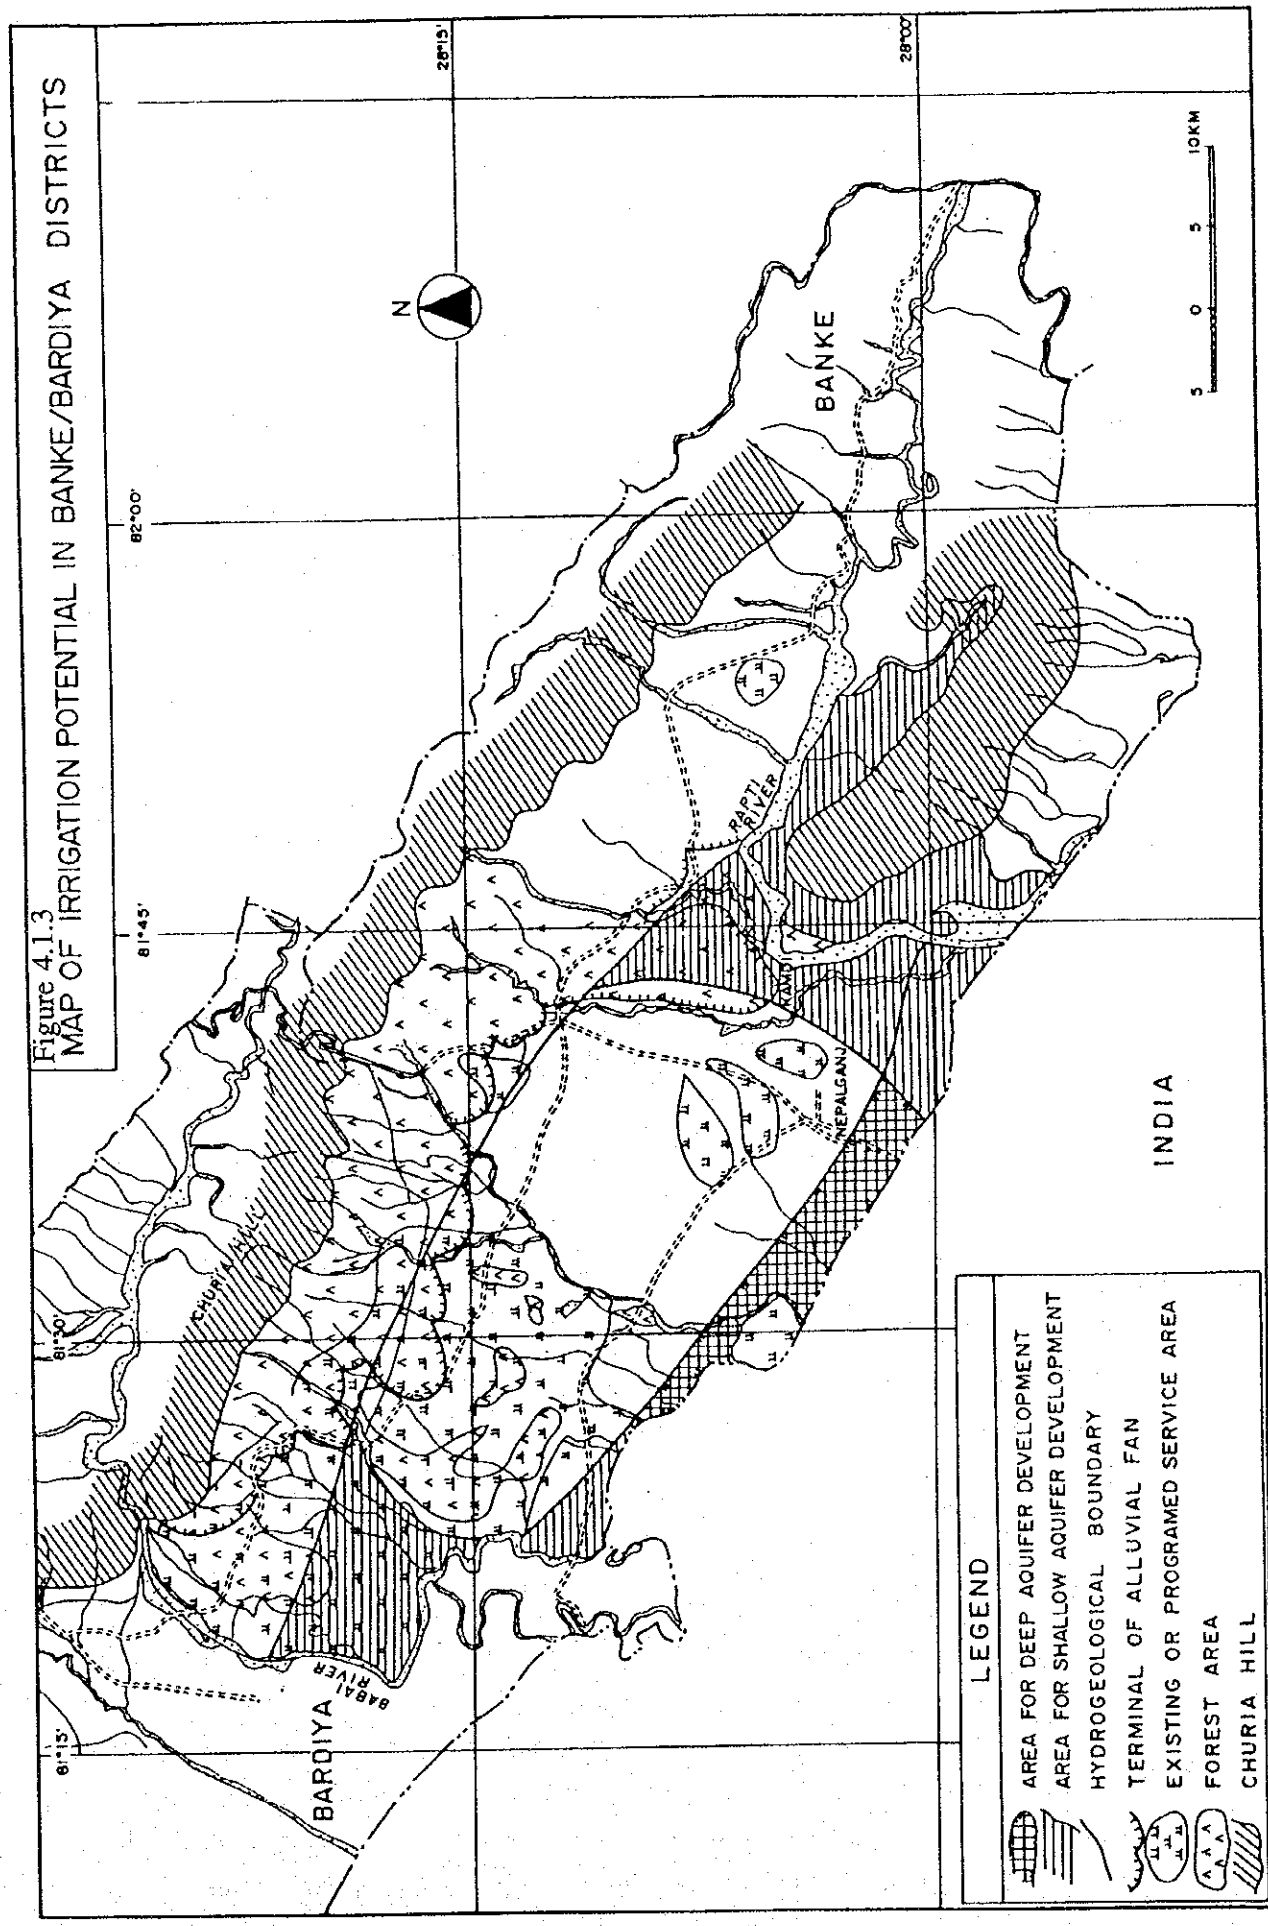 Figure 4.1.3
MAP OF IRRIGATION POTENTIAL IN BANKE/BARDIYA DISTRICTS
81°15'
81°30'
81°45'
82°00'
28°15'
28°00'
N
CHURIA HILL
BARDIYA
BABAI
RIVER
RAPTI
RIVER
BANKE
NEPALGANJ
INDIA
5 0 5 10KM
LEGEND
AREA FOR DEEP AQUIFER DEVELOPMENT
AREA FOR SHALLOW AQUIFER DEVELOPMENT
HYDROGEOLOGICAL BOUNDARY
TERMINAL OF ALLUVIAL FAN
EXISTING OR PROGRAMED SERVICE AREA
FOREST AREA
CHURIA HILL